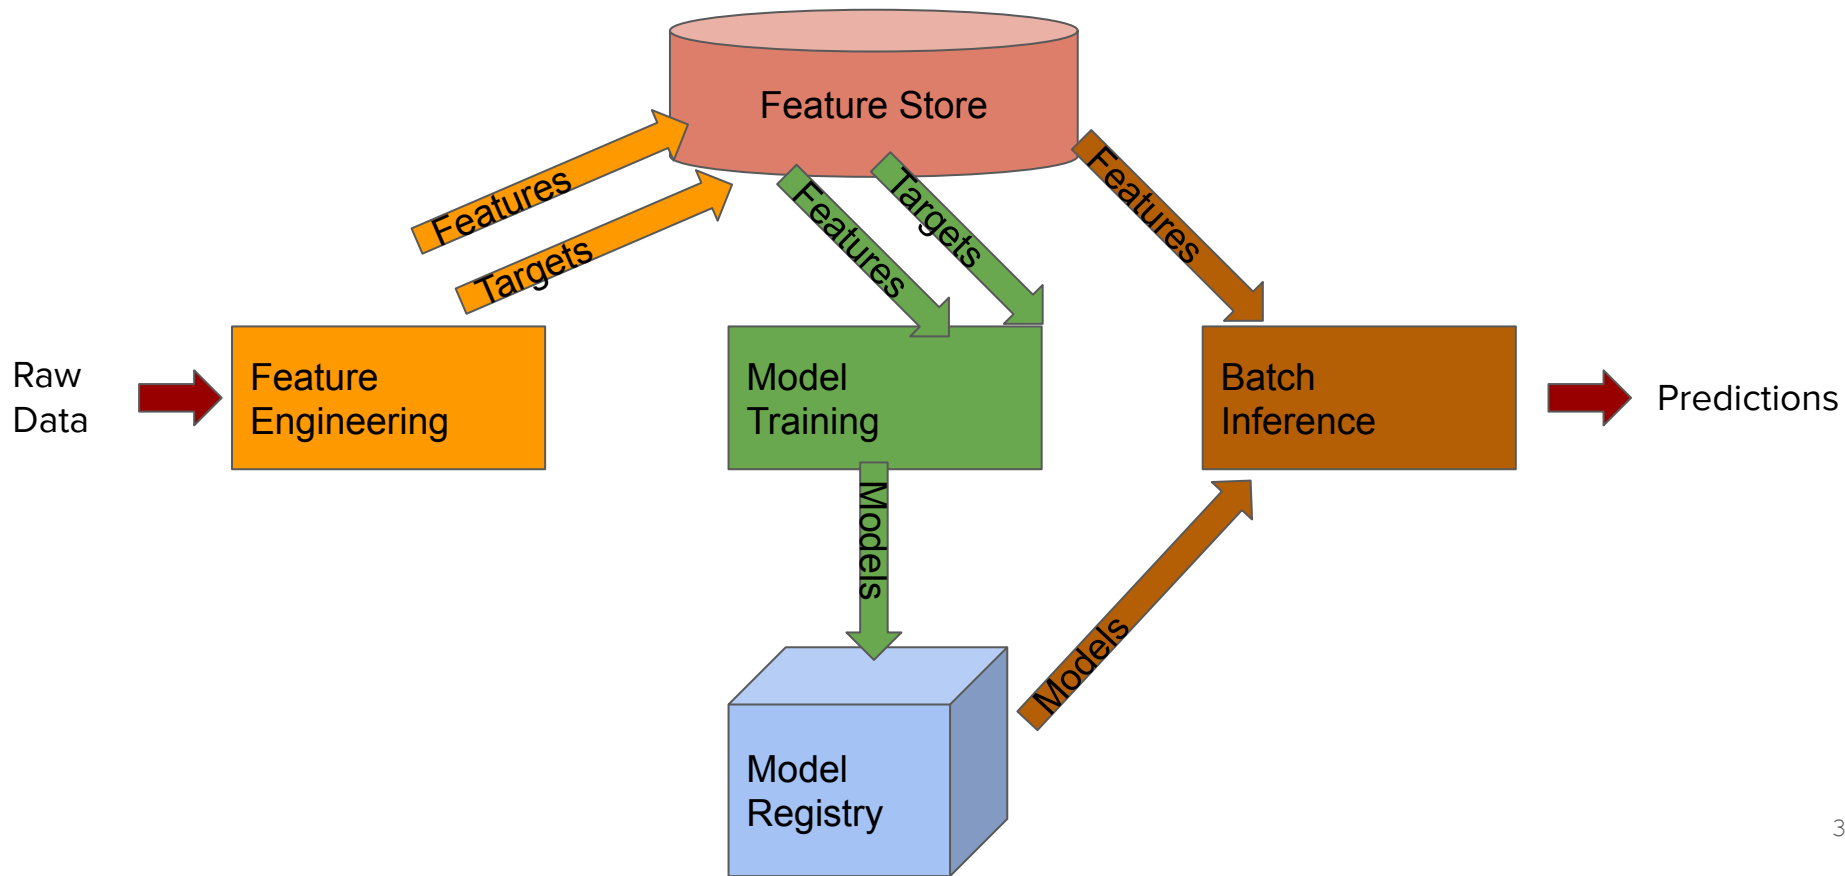 Feature Store
Features
Targets
Features
Targets
Features
Raw
Data
Feature
Engineering
Model
Training
Batch
Inference
Predictions
Models
Models
Model
Registry
3